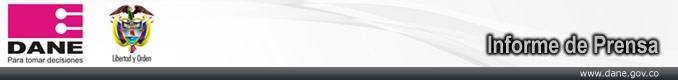 DANE
Para tomar decisiones
Libertad y Orden
Informe de Prensa
www.dane.gov.co